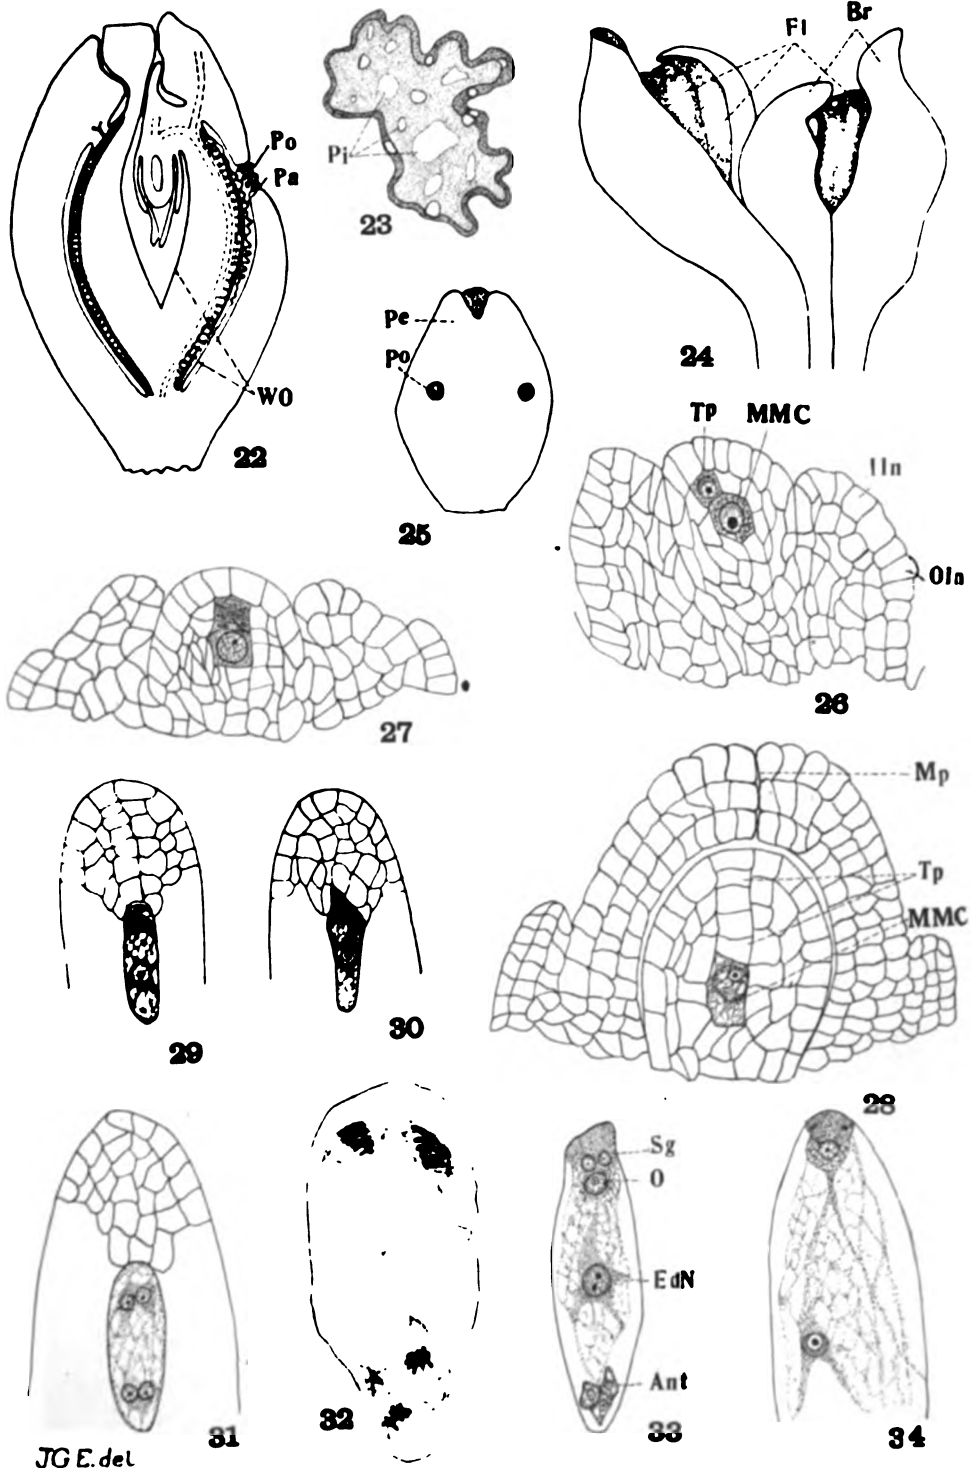 Po
Pa
WO
22
Pi
23
Fl
Br
24
Pe
Po
25
Tp
MMC
IIn
OIn
26
27
Mp
Tp
MMC
28
29
30
31
32
Sg
O
EdN
Ant
33
34
JGE.del